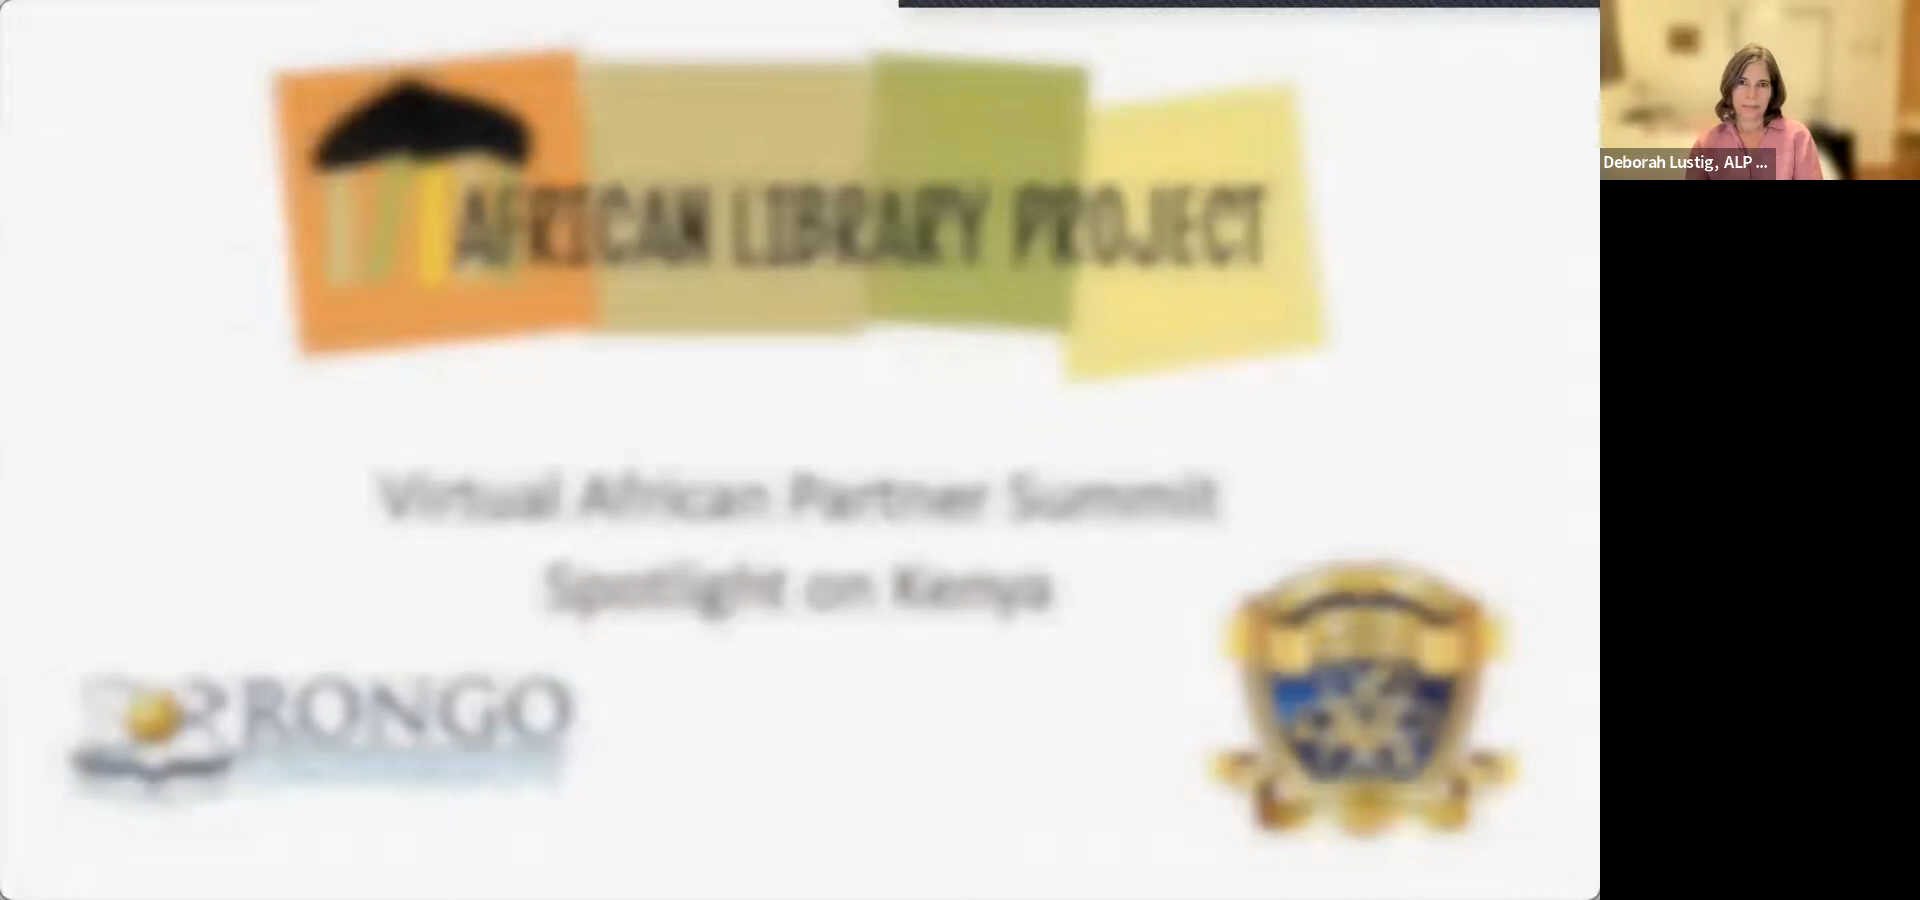 AFRICAN LIBRARY PROJECT
Deborah Lustig, ALP ...
Virtual African Partner Summit
Spotlight on Kenya
RONGO